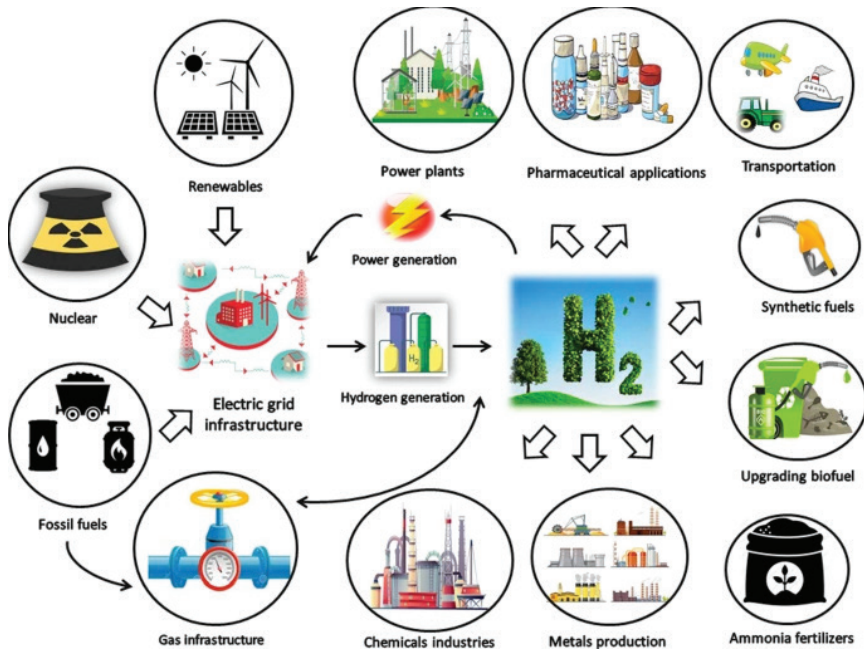 Renewables
Power plants
Pharmaceutical applications
Transportation
Nuclear
Power generation
Synthetic fuels
H2
H2
Electric grid
infrastructure
Hydrogen generation
Upgrading biofuel
Fossil fuels
Gas infrastructure
Chemicals industries
Metals production
Ammonia fertilizers